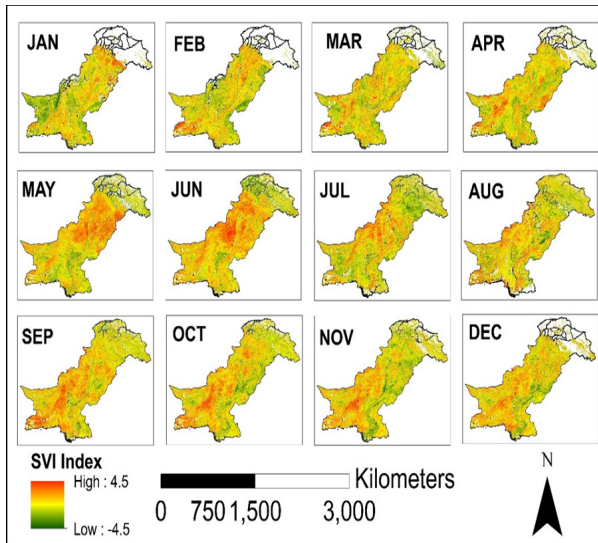 JAN
FEB
MAR
APR
MAY
JUN
JUL
AUG
SEP
OCT
NOV
DEC
SVI Index
High : 4.5
Low : -4.5
Kilometers
0 750 1,500 3,000
N